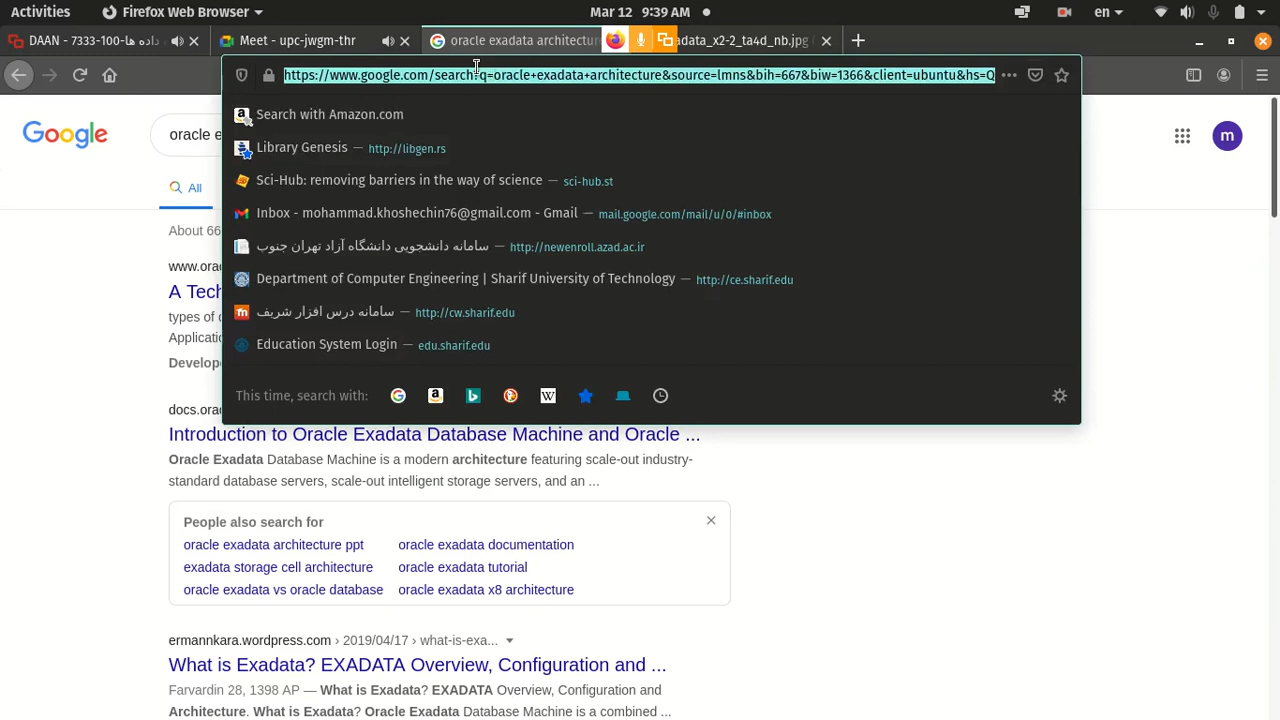 Activities
Firefox Web Browser
Mar 12 9:39 AM
en
DAAN - 7333-100-داده ها
Meet - upc-jwgm-thr
oracle exadata architectur
adata_x2-2_ta4d_nb.jpg (
https://www.google.com/search?q=oracle+exadata+architecture&source=lmns&bih=667&biw=1366&client=ubuntu&hs=Q
Search with Amazon.com
Library Genesis — http://libgen.rs
Sci-Hub: removing barriers in the way of science — sci-hub.st
Inbox - mohammad.khoshechin76@gmail.com - Gmail — mail.google.com/mail/u/0/#inbox
سامانه دانشجویی دانشگاه آزاد تهران جنوب — http://newenroll.azad.ac.ir
Department of Computer Engineering | Sharif University of Technology — http://ce.sharif.edu
سامانه درس افزار شریف — http://cw.sharif.edu
Education System Login — edu.sharif.edu
This time, search with:
Google
oracle e
m
All
About 66
www.orac
A Tech
types of c
Applicatio
Develope
docs.orac
Introduction to Oracle Exadata Database Machine and Oracle ...
Oracle Exadata Database Machine is a modern architecture featuring scale-out industry-
standard database servers, scale-out intelligent storage servers, and an ...
People also search for
oracle exadata architecture ppt
oracle exadata documentation
exadata storage cell architecture
oracle exadata tutorial
oracle exadata vs oracle database
oracle exadata x8 architecture
ermannkara.wordpress.com › 2019/04/17 › what-is-exa...
What is Exadata? EXADATA Overview, Configuration and ...
Farvardin 28, 1398 AP — What is Exadata? EXADATA Overview, Configuration and
Architecture. What is Exadata? Oracle Exadata Database Machine is a combined ...